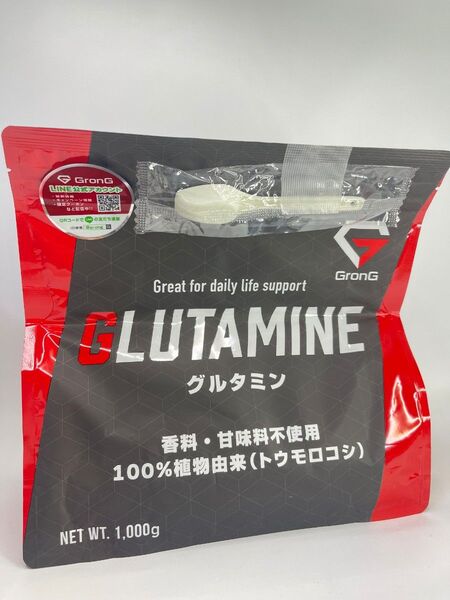 GronG
LINE公式アカウント
QRコードで
Great for daily life support
GronG
GLUTAMINE
グルタミン
香料・甘味料不使用
100%植物由来(トウモロコシ)
NET WT. 1,000g